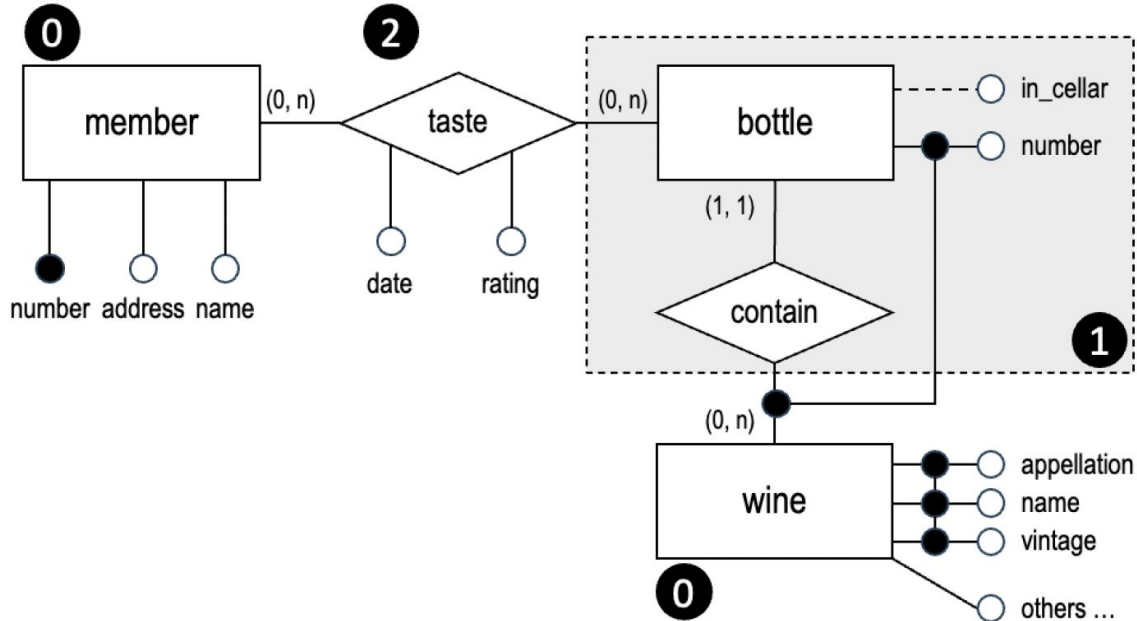 0
2
member
(0, n)
taste
(0, n)
bottle
in_cellar
number
(1, 1)
number
address
name
date
rating
contain
1
(0, n)
wine
appellation
name
vintage
0
others ...